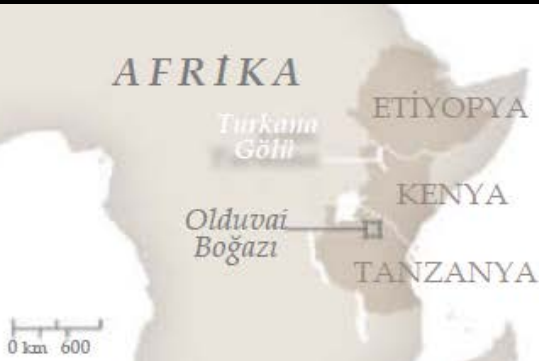 AFRİKA
ETİYOPYA
Turkana
Gölü
KENYA
Olduvai
Boğazı
TANZANYA
0 km 600